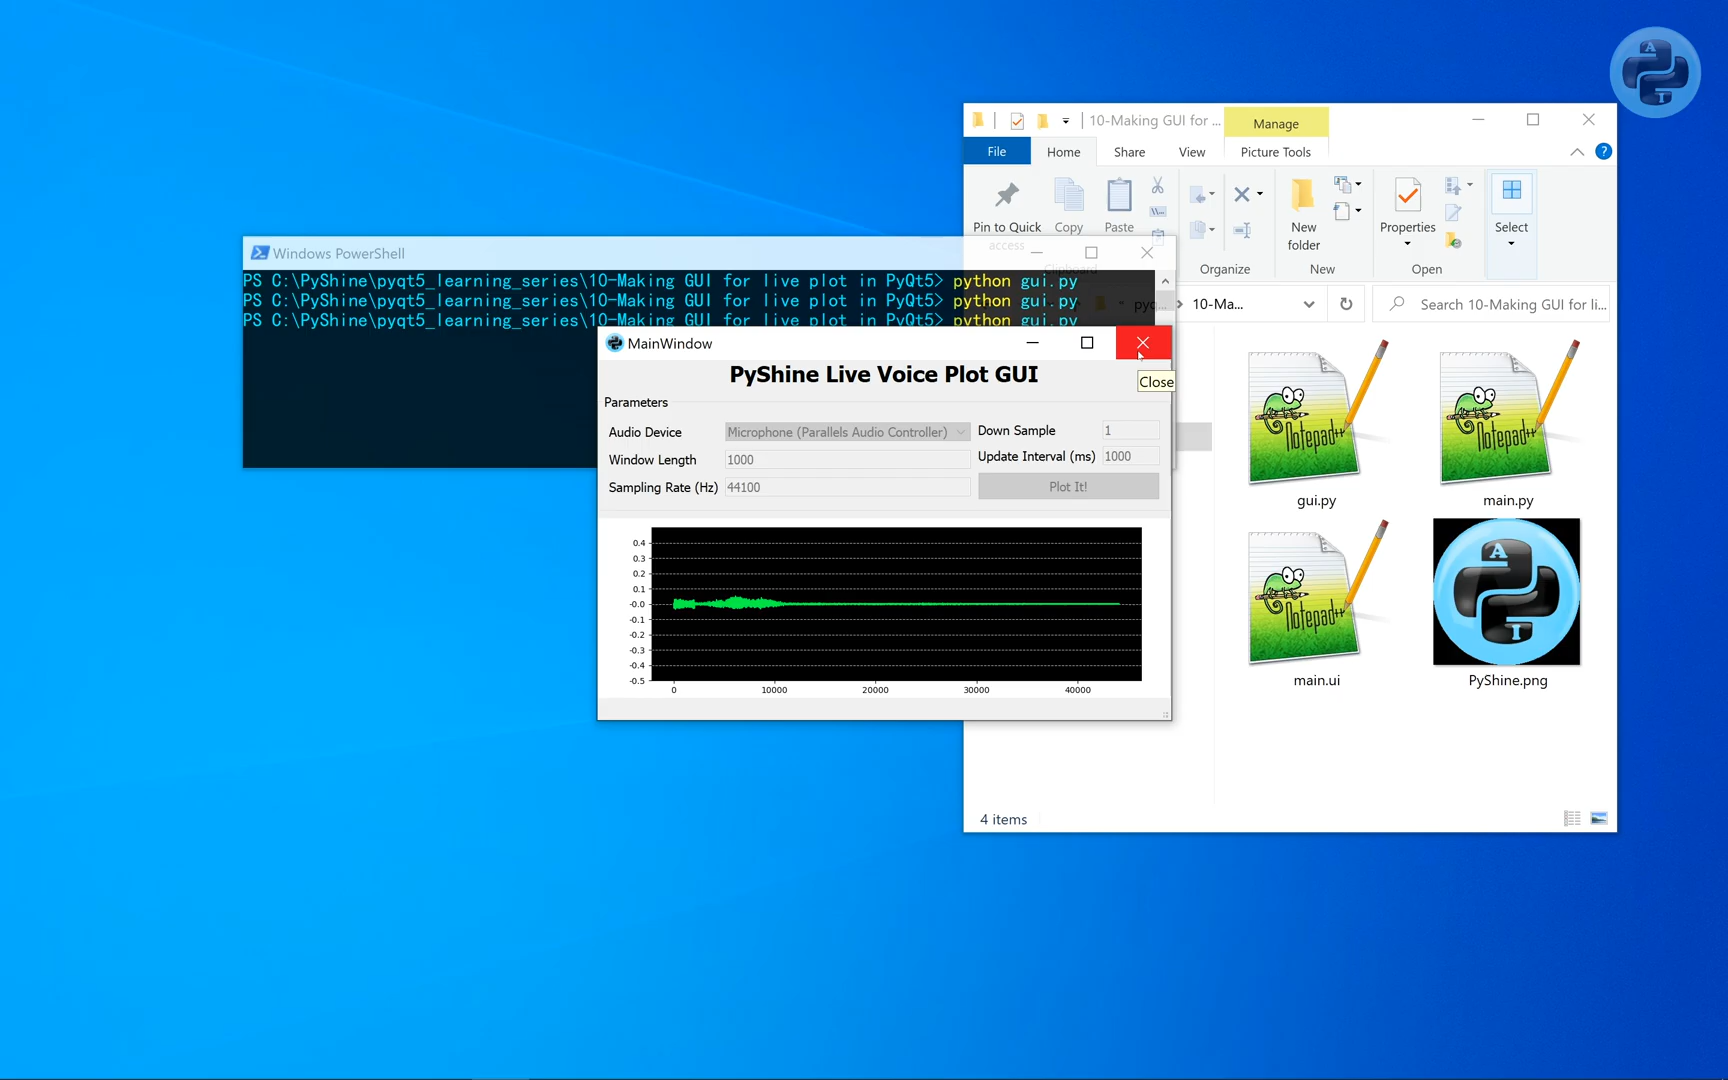 A
I
10-Making GUI for ...
Manage
File
Home
Share
View
Picture Tools
Pin to Quick
access
Copy
Paste
Clipboard
New
folder
Properties
Select
Organize
New
Open
10-Ma...
Search 10-Making GUI for li...
Windows PowerShell
PS C:\PyShine\pyqt5_learning_series\10-Making GUI for live plot in PyQt5> python gui.py
PS C:\PyShine\pyqt5_learning_series\10-Making GUI for live plot in PyQt5> python gui.py
PS C:\PyShine\pyqt5_learning_series\10-Making GUI for live plot in PyQt5> python gui.py
MainWindow
Close
PyShine Live Voice Plot GUI
Parameters
Audio Device
Microphone (Parallels Audio Controller)
Down Sample
1
Window Length
1000
Update Interval (ms)
1000
Sampling Rate (Hz)
44100
Plot It!
0.4
0.3
0.2
0.1
-0.0
-0.1
-0.2
-0.3
-0.4
-0.5
0
10000
20000
30000
40000
Notepad++
gui.py
Notepad++
main.py
Notepad++
main.ui
A
I
PyShine.png
4 items